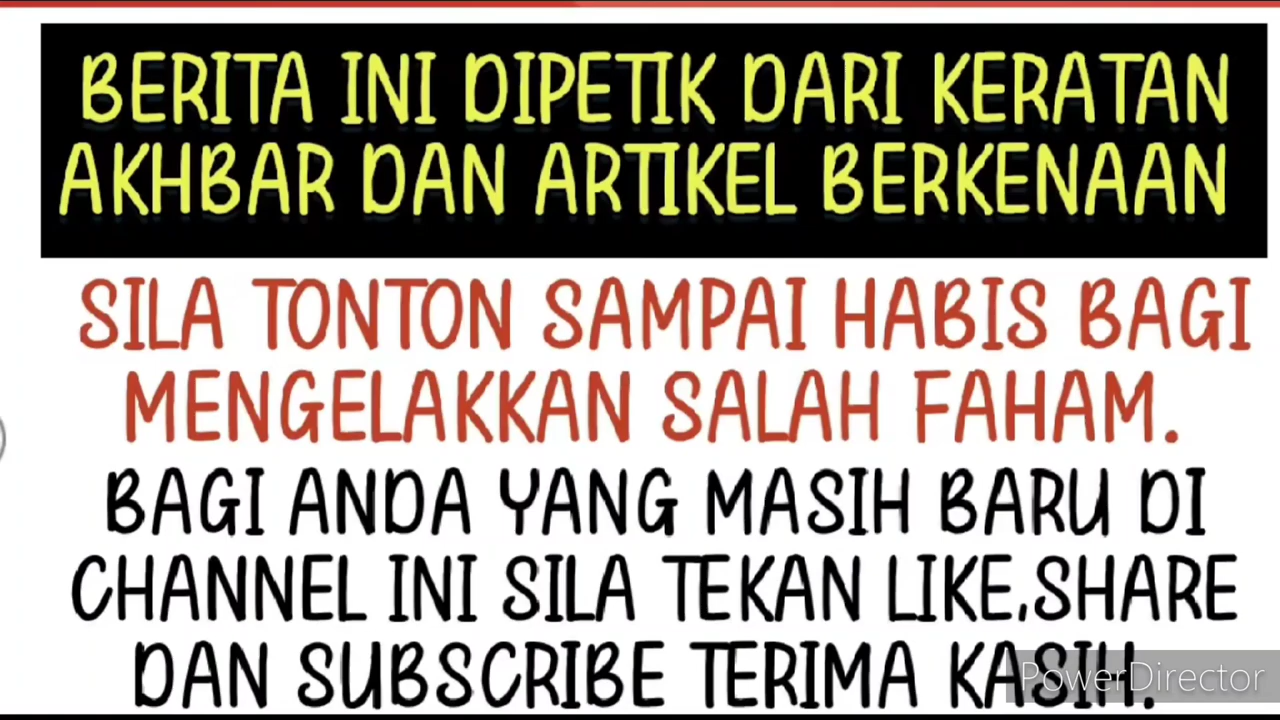 BERITA INI DIPETIK DARI KERATAN
AKHBAR DAN ARTIKEL BERKENAAN
SILA TONTON SAMPAI HABIS BAGI
MENGELAKKAN SALAH FAHAM.
BAGI ANDA YANG MASIH BARU DI
CHANNEL INI SILA TEKAN LIKE,SHARE
DAN SUBSCRIBE TERIMA KASIH.
PowerDirector